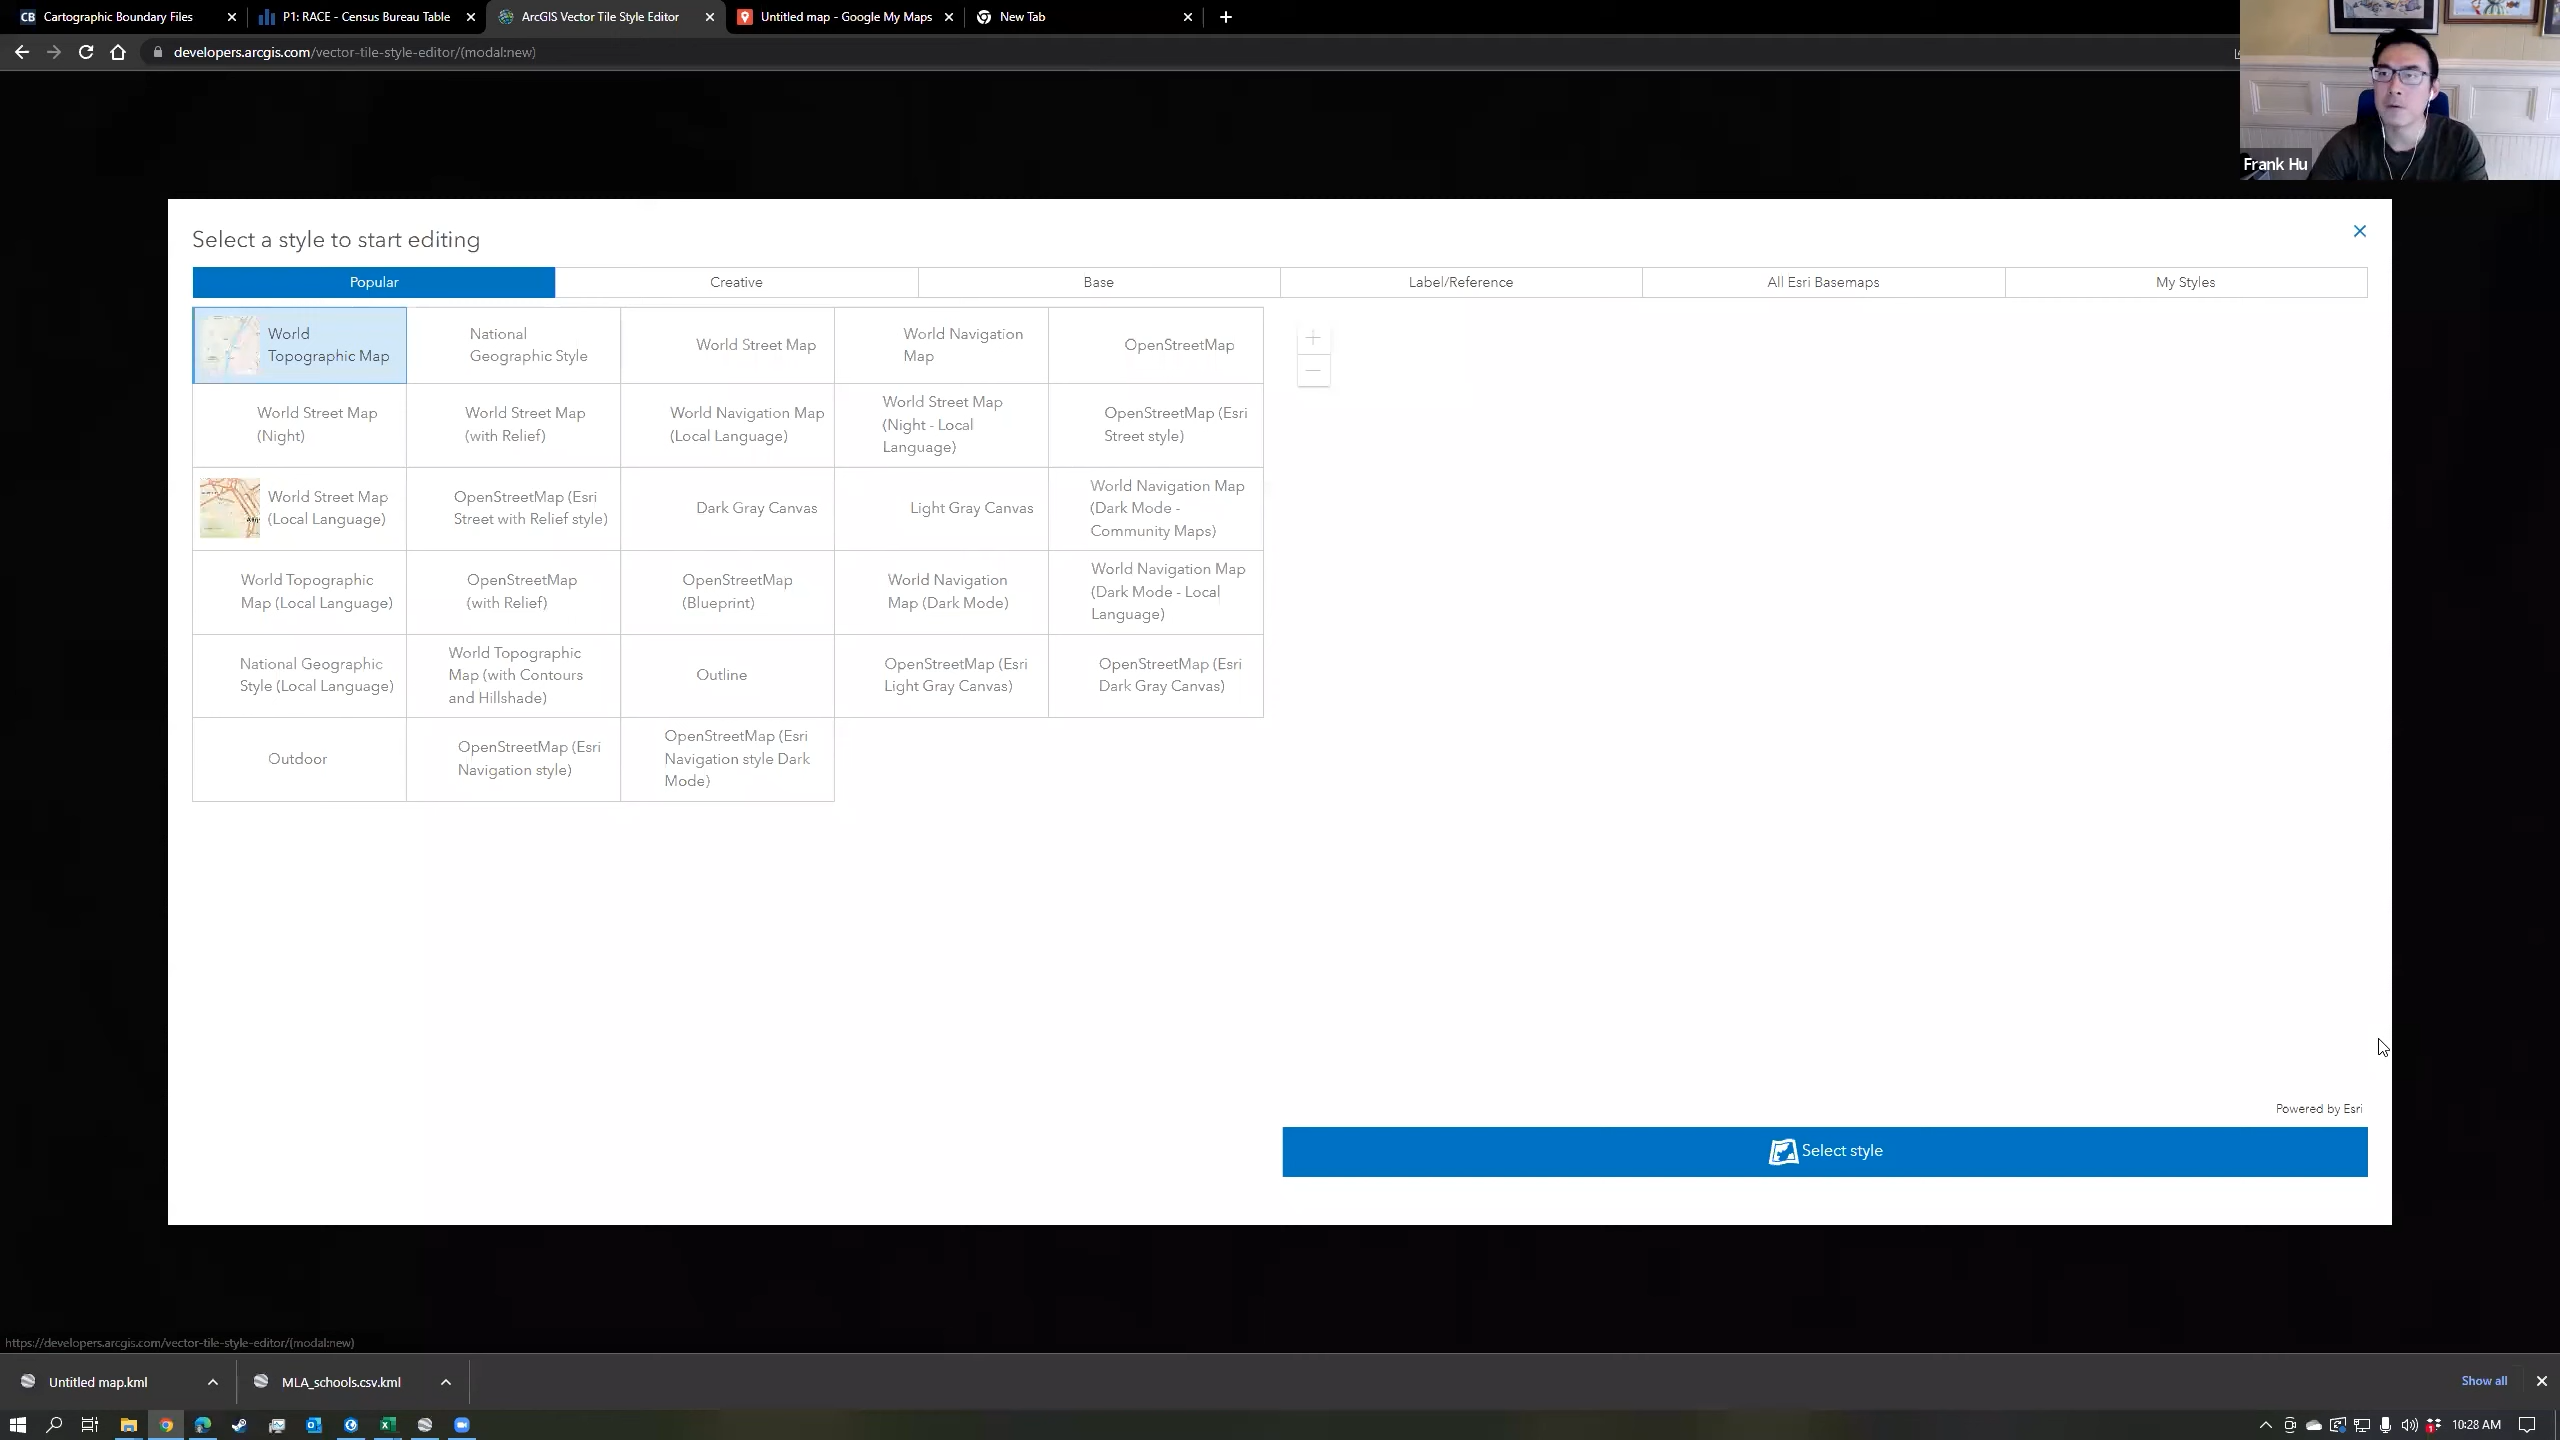 Cartographic Boundary Files
P1: RACE - Census Bureau Table
ArcGIS Vector Tile Style Editor
Untitled map - Google My Maps
New Tab
developers.arcgis.com/vector-tile-style-editor/(modal:new)
Frank Hu
Select a style to start editing
Popular
Creative
Base
Label/Reference
All Esri Basemaps
My Styles
World
Topographic Map
National
Geographic Style
World Street Map
World Navigation
Map
OpenStreetMap
World Street Map
(Night)
World Street Map
(with Relief)
World Navigation Map
(Local Language)
World Street Map
(Night - Local
Language)
OpenStreetMap (Esri
Street style)
World Street Map
(Local Language)
OpenStreetMap (Esri
Street with Relief style)
Dark Gray Canvas
Light Gray Canvas
World Navigation Map
(Dark Mode -
Community Maps)
World Topographic
Map (Local Language)
OpenStreetMap
(with Relief)
OpenStreetMap
(Blueprint)
World Navigation
Map (Dark Mode)
World Navigation Map
(Dark Mode - Local
Language)
National Geographic
Style (Local Language)
World Topographic
Map (with Contours
and Hillshade)
Outline
OpenStreetMap (Esri
Light Gray Canvas)
OpenStreetMap (Esri
Dark Gray Canvas)
Outdoor
OpenStreetMap (Esri
Navigation style)
OpenStreetMap (Esri
Navigation style Dark
Mode)
Powered by Esri
Select style
https://developers.arcgis.com/vector-tile-style-editor/(modal:new)
Untitled map.kml
MLA_schools.csv.kml
Show all
10:28 AM